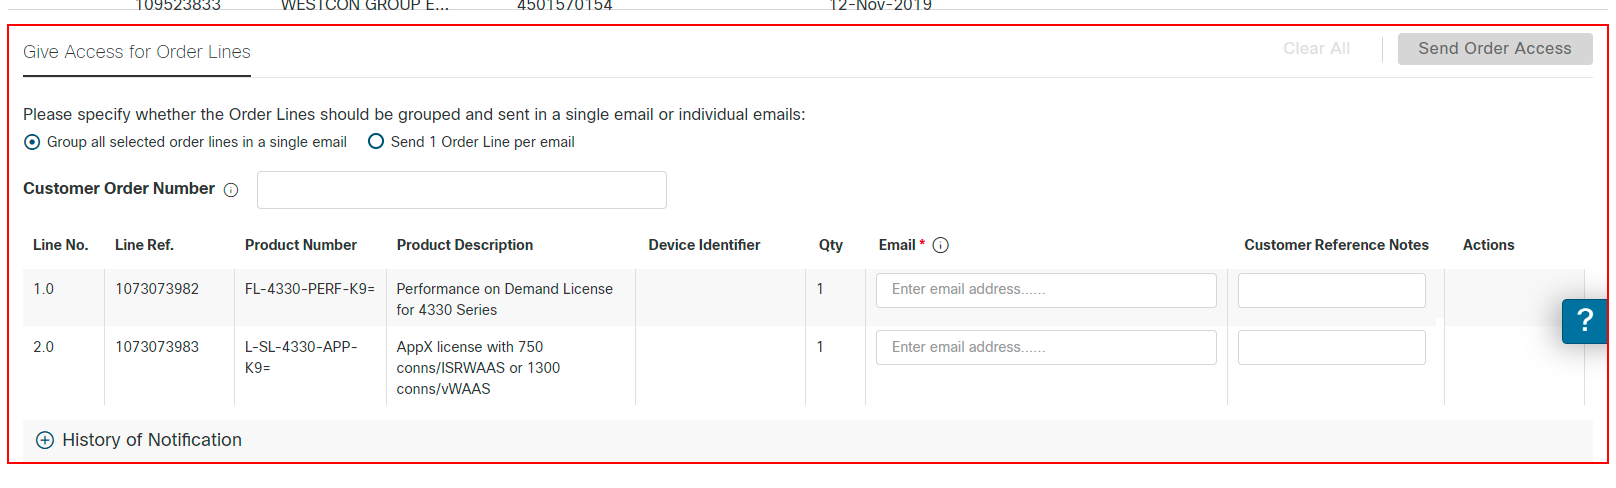 109523833 WESTCON GROUP E... 4501570154 12-Nov-2019
Give Access for Order Lines Clear All Send Order Access
Please specify whether the Order Lines should be grouped and sent in a single email or individual emails:
Group all selected order lines in a single email Send 1 Order Line per email
Customer Order Number
Line No. Line Ref. Product Number Product Description Device Identifier Qty Email * Customer Reference Notes Actions
1.0 1073073982 FL-4330-PERF-K9= Performance on Demand License 1 Enter email address......
for 4330 Series
?
2.0 1073073983 L-SL-4330-APP- AppX license with 750 1 Enter email address......
K9= conns/ISRWAAS or 1300
conns/vWAAS
History of Notification